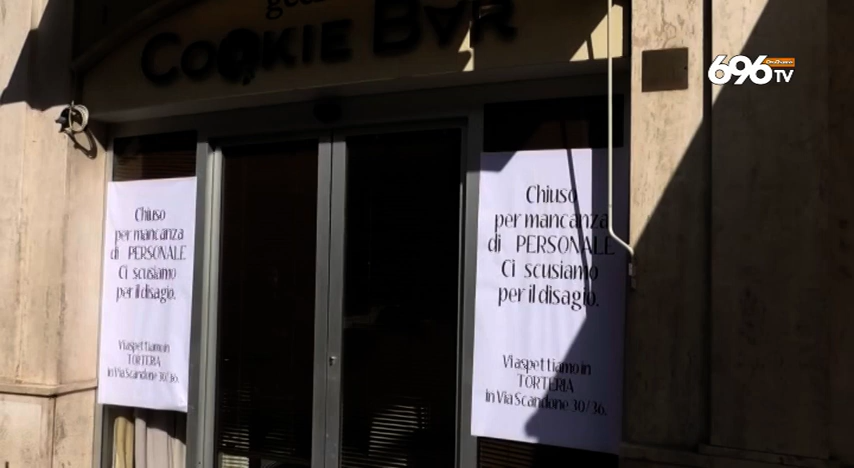 COOKIE BAR
696
TV
Chiuso
per mancanza
di PERSONALE
Ci scusiamo
per il disagio.
Vi aspettiamo in
TORTERIA
in Via Scandone 30/36.
Chiuso
per mancanza
di PERSONALE
Ci scusiamo
per il disagio.
Vi aspettiamo in
TORTERIA
in Via Scandone 30/36.